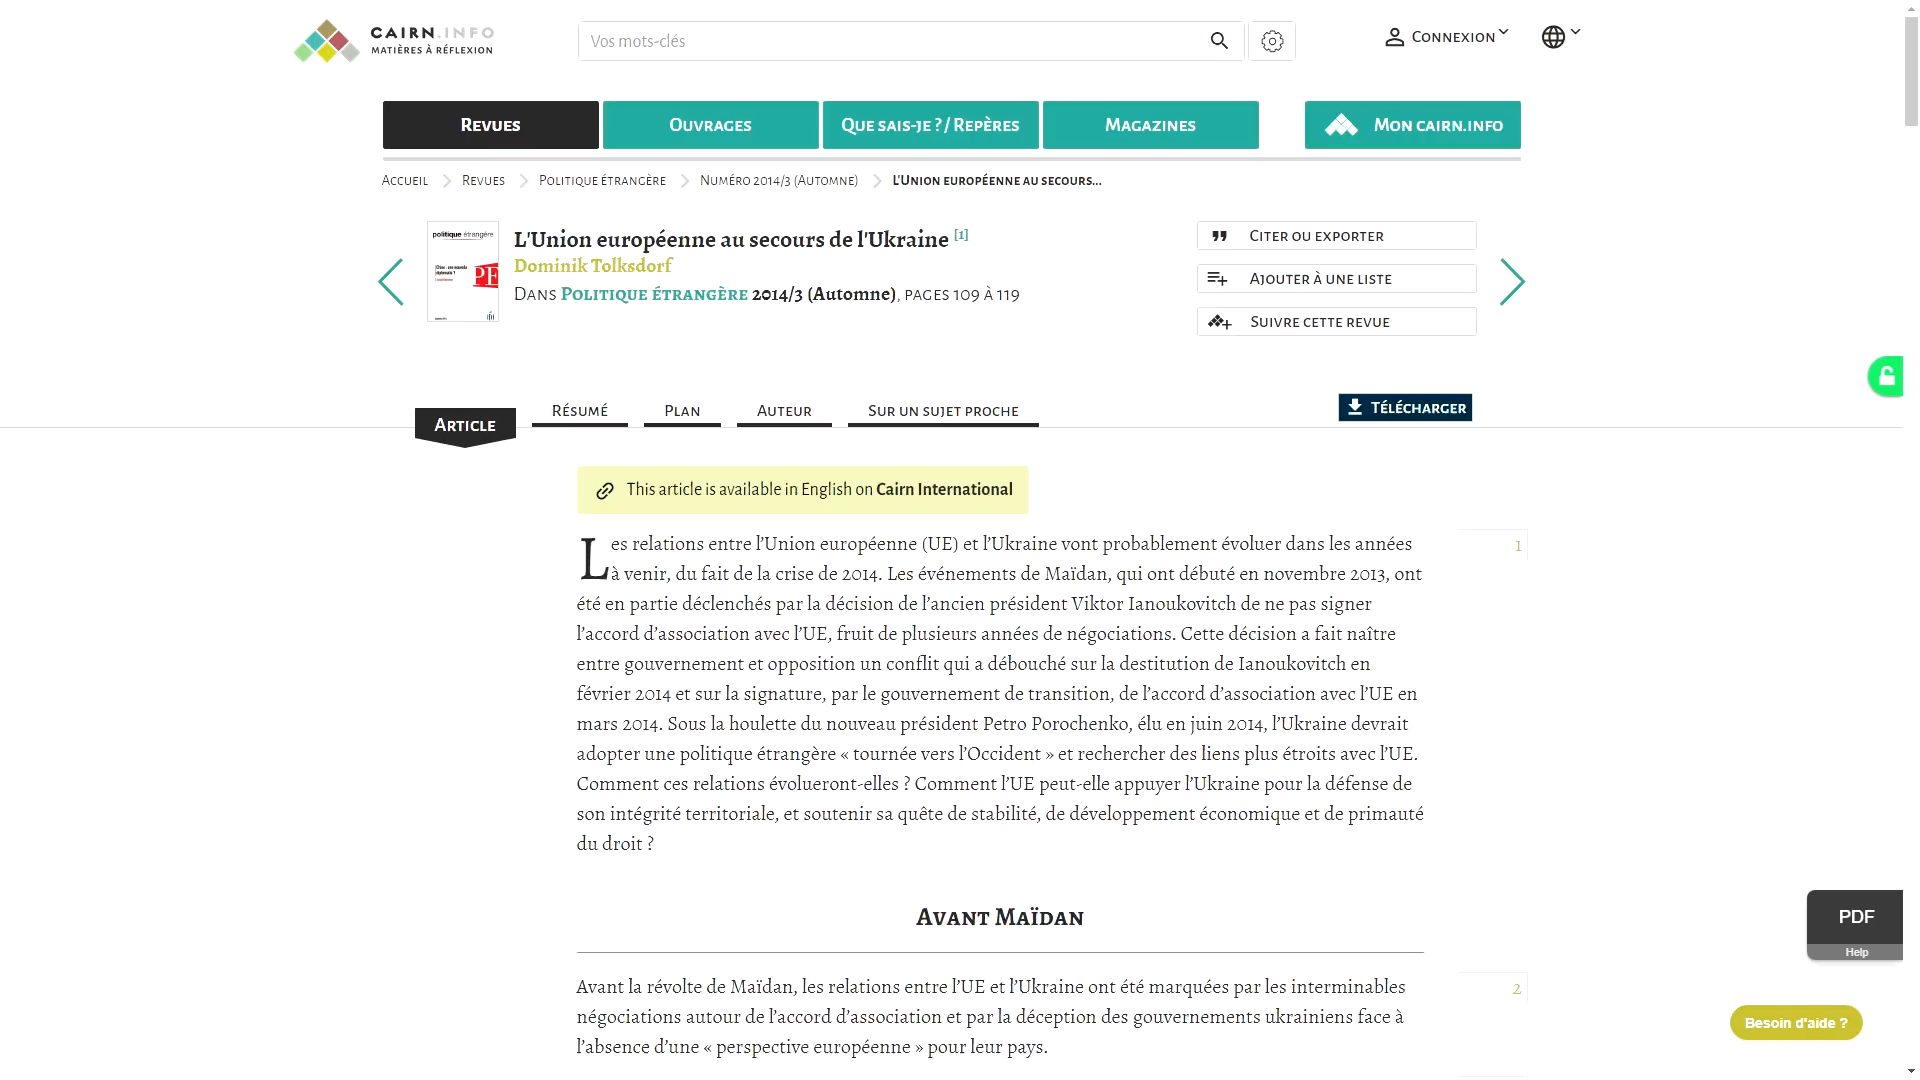 CAIRN.INFO
MATIÈRES À RÉFLEXION
Vos mots-clés
Connexion
Revues
Ouvrages
Que sais-je ? / Repères
Magazines
Mon cairn.info
Accueil
Revues
Politique étrangère
Numéro 2014/3 (Automne)
L'Union européenne au secours...
politique étrangère
PE
L'Union européenne au secours de l'Ukraine [1]
Dominik Tolksdorf
Dans Politique étrangère 2014/3 (Automne), pages 109 à 119
Citer ou exporter
Ajouter à une liste
Suivre cette revue
Article
Résumé
Plan
Auteur
Sur un sujet proche
Télécharger
This article is available in English on Cairn International
Les relations entre l’Union européenne (UE) et l’Ukraine vont probablement évoluer dans les années
à venir, du fait de la crise de 2014. Les événements de Maïdan, qui ont débuté en novembre 2013, ont
été en partie déclenchés par la décision de l’ancien président Viktor Ianoukovitch de ne pas signer
l’accord d’association avec l’UE, fruit de plusieurs années de négociations. Cette décision a fait naître
entre gouvernement et opposition un conflit qui a débouché sur la destitution de Ianoukovitch en
février 2014 et sur la signature, par le gouvernement de transition, de l’accord d’association avec l’UE en
mars 2014. Sous la houlette du nouveau président Petro Porochenko, élu en juin 2014, l’Ukraine devrait
adopter une politique étrangère « tournée vers l’Occident » et rechercher des liens plus étroits avec l’UE.
Comment ces relations évolueront-elles ? Comment l’UE peut-elle appuyer l’Ukraine pour la défense de
son intégrité territoriale, et soutenir sa quête de stabilité, de développement économique et de primauté
du droit ?
1
Avant Maïdan
Avant la révolte de Maïdan, les relations entre l’UE et l’Ukraine ont été marquées par les interminables
négociations autour de l’accord d’association et par la déception des gouvernements ukrainiens face à
l’absence d’une « perspective européenne » pour leur pays.
2
PDF
Help
Besoin d'aide ?